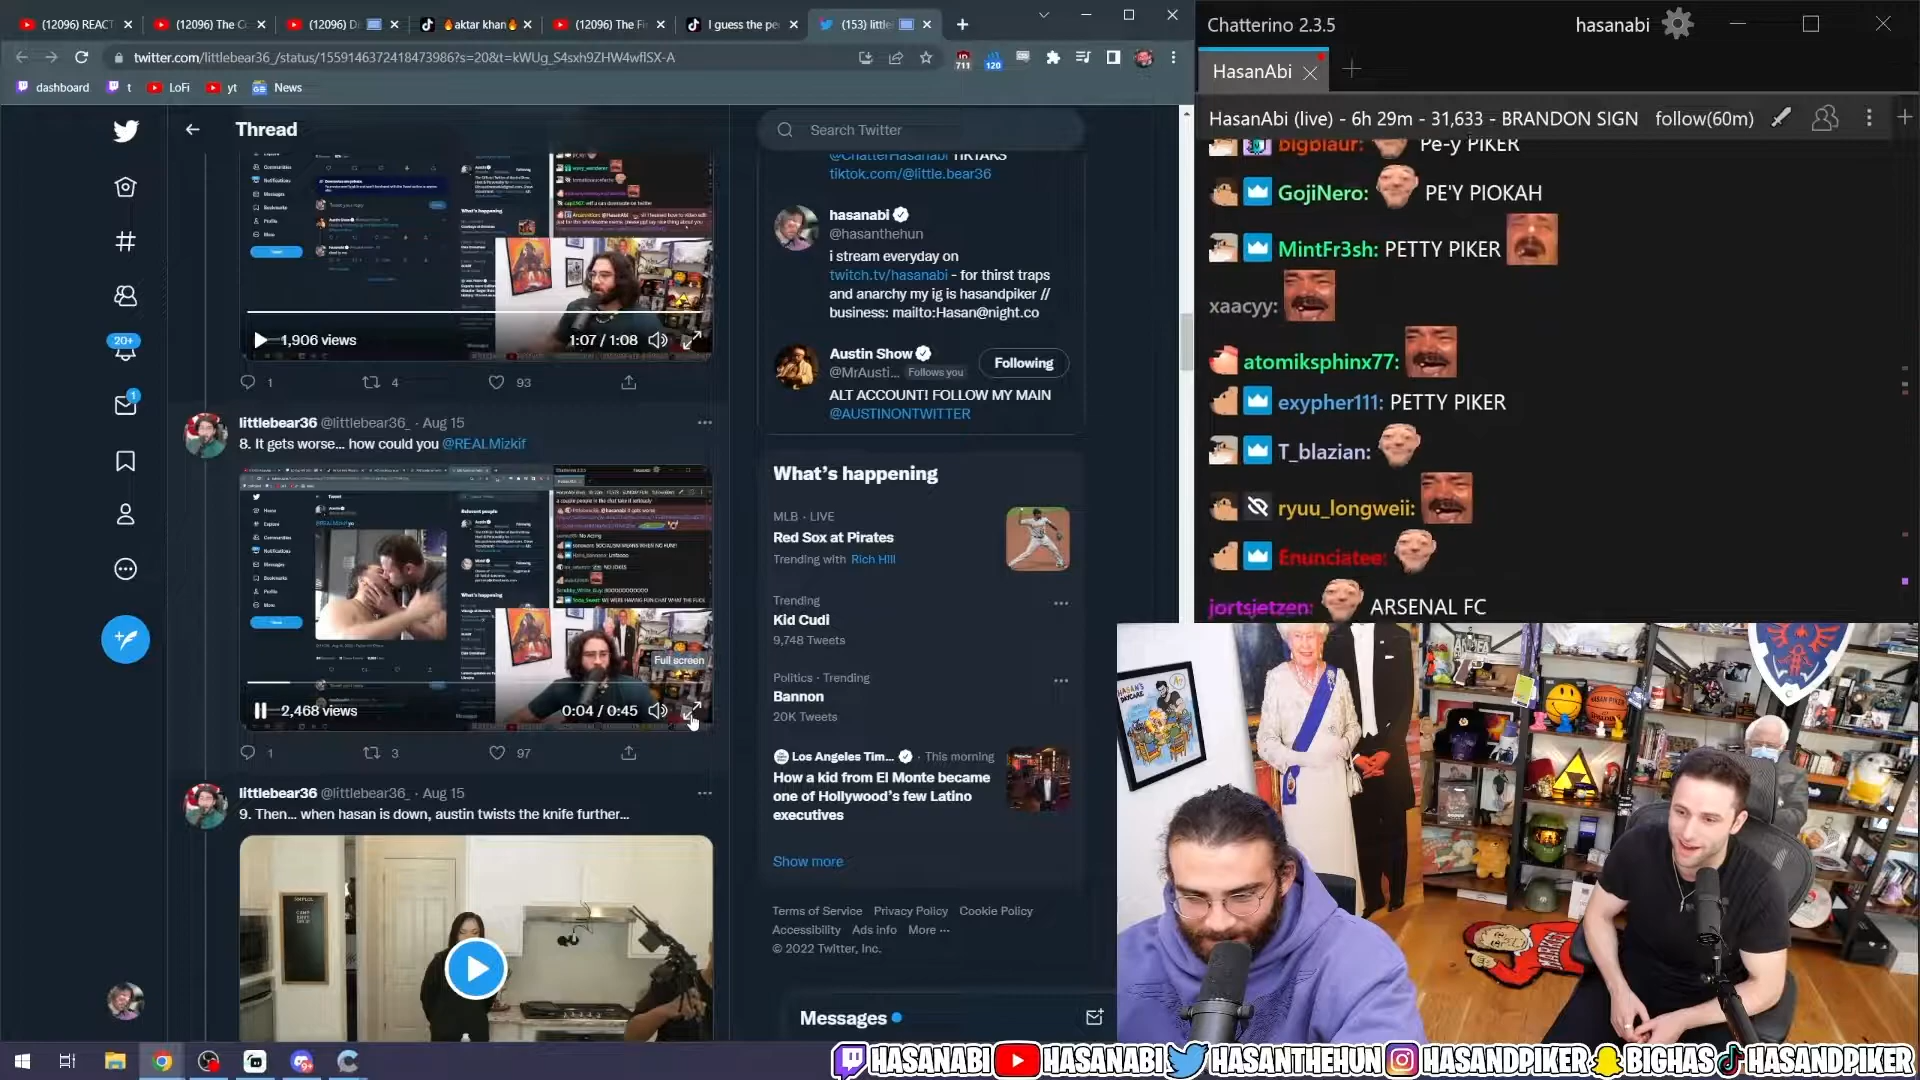 (12096) REACT
(12096) The C
(12096) D
🔥aktar khan🔥
(12096) The Fi
I guess the pe
(153) little
twitter.com/littlebear36_/status/1559146372418473986?s=20&t=kWUg_S4sxh9ZHW4wflSX-A
711
120
dashboard
t
LoFi
yt
News
Thread
Search Twitter
1,906 views
1:07 / 1:08
1
4
93
20+
1
littlebear36 @littlebear36_ · Aug 15
8. It gets worse... how could you @REALMizkif
Full screen
2,468 views
0:04 / 0:45
1
3
97
littlebear36 @littlebear36_ · Aug 15
9. Then... when hasan is down, austin twists the knife further...
@ChatterHasanabi TIKTAKS
tiktok.com/@little.bear36
hasanabi
@hasanthehun
i stream everyday on
twitch.tv/hasanabi - for thirst traps
and anarchy my ig is hasandpiker //
business: mailto:Hasan@night.co
Austin Show
@MrAusti... Follows you
Following
ALT ACCOUNT! FOLLOW MY MAIN
@AUSTINONTWITTER
What's happening
MLB · LIVE
Red Sox at Pirates
Trending with Rich Hill
Trending
Kid Cudi
9,748 Tweets
Politics · Trending
Bannon
20K Tweets
Los Angeles Tim... · This morning
How a kid from El Monte became
one of Hollywood's few Latino
executives
Show more
Terms of Service Privacy Policy Cookie Policy
Accessibility Ads info More ···
© 2022 Twitter, Inc.
Messages
Chatterino 2.3.5
hasanabi
HasanAbi
HasanAbi (live) - 6h 29m - 31,633 - BRANDON SIGN
follow(60m)
bigblaur: Pe-y PIKER
GojiNero: PE'Y PIOKAH
MintFr3sh: PETTY PIKER
xaacyy:
atomiksphinx77:
exypher111: PETTY PIKER
T_blazian:
ryuu_longweii:
Enunciatee:
jortsjetzen: ARSENAL FC
HASANABI
HASANABI
HASANTHEHUN
HASANDPIKER
BIGHAS
HASANDPIKER